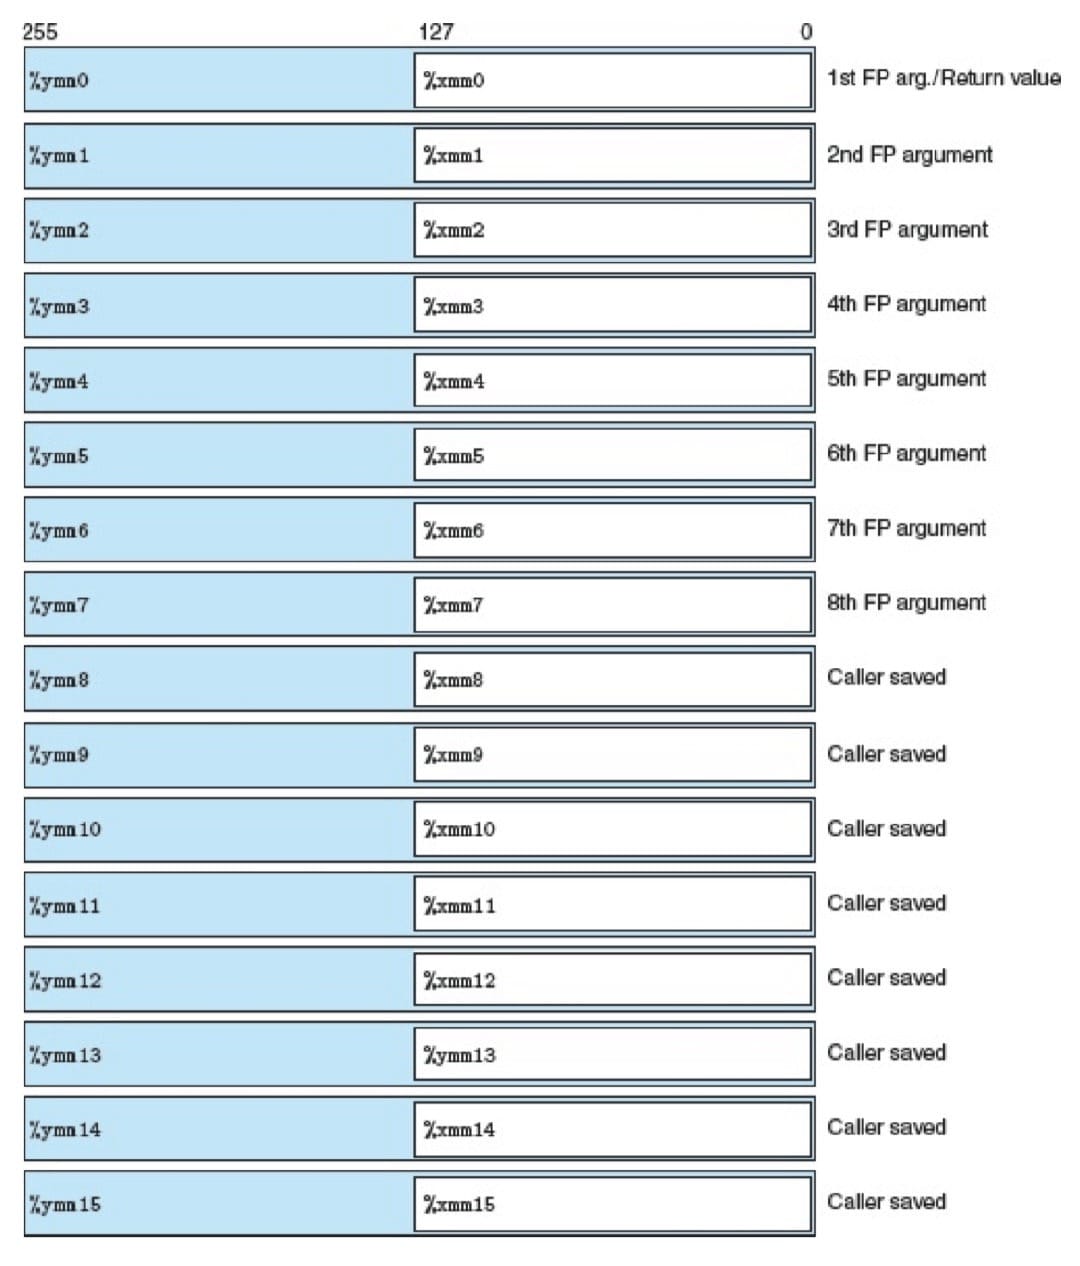 255 127 0
%ymm0 %xmm0 1st FP arg./Return value
%ymm1 %xmm1 2nd FP argument
%ymm2 %xmm2 3rd FP argument
%ymm3 %xmm3 4th FP argument
%ymm4 %xmm4 5th FP argument
%ymm5 %xmm5 6th FP argument
%ymm6 %xmm6 7th FP argument
%ymm7 %xmm7 8th FP argument
%ymm8 %xmm8 Caller saved
%ymm9 %xmm9 Caller saved
%ymm10 %xmm10 Caller saved
%ymm11 %xmm11 Caller saved
%ymm12 %xmm12 Caller saved
%ymm13 %ymm13 Caller saved
%ymm14 %xmm14 Caller saved
%ymm15 %xmm15 Caller saved